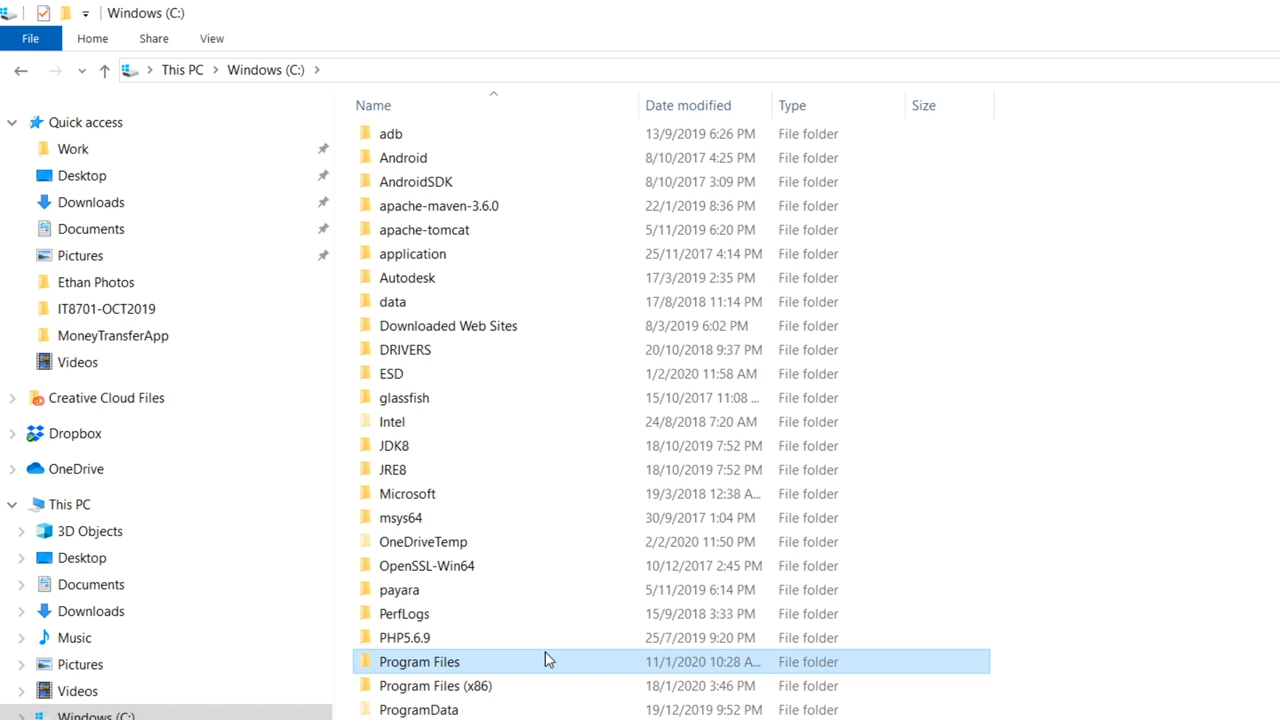 Windows (C:)
File Home Share View
This PC Windows (C:)
Name Date modified Type Size
Quick access
Work
Desktop
Downloads
Documents
Pictures
Ethan Photos
IT8701-OCT2019
MoneyTransferApp
Videos
Creative Cloud Files
Dropbox
OneDrive
This PC
3D Objects
Desktop
Documents
Downloads
Music
Pictures
Videos
Windows (C:)
adb 13/9/2019 6:26 PM File folder
Android 8/10/2017 4:25 PM File folder
AndroidSDK 8/10/2017 3:09 PM File folder
apache-maven-3.6.0 22/1/2019 8:36 PM File folder
apache-tomcat 5/11/2019 6:20 PM File folder
application 25/11/2017 4:14 PM File folder
Autodesk 17/3/2019 2:35 PM File folder
data 17/8/2018 11:14 PM File folder
Downloaded Web Sites 8/3/2019 6:02 PM File folder
DRIVERS 20/10/2018 9:37 PM File folder
ESD 1/2/2020 11:58 AM File folder
glassfish 15/10/2017 11:08 ... File folder
Intel 24/8/2018 7:20 AM File folder
JDK8 18/10/2019 7:52 PM File folder
JRE8 18/10/2019 7:52 PM File folder
Microsoft 19/3/2018 12:38 A... File folder
msys64 30/9/2017 1:04 PM File folder
OneDriveTemp 2/2/2020 11:50 PM File folder
OpenSSL-Win64 10/12/2017 2:45 PM File folder
payara 5/11/2019 6:14 PM File folder
PerfLogs 15/9/2018 3:33 PM File folder
PHP5.6.9 25/7/2019 9:20 PM File folder
Program Files 11/1/2020 10:28 A... File folder
Program Files (x86) 18/1/2020 3:46 PM File folder
ProgramData 19/12/2019 9:52 PM File folder